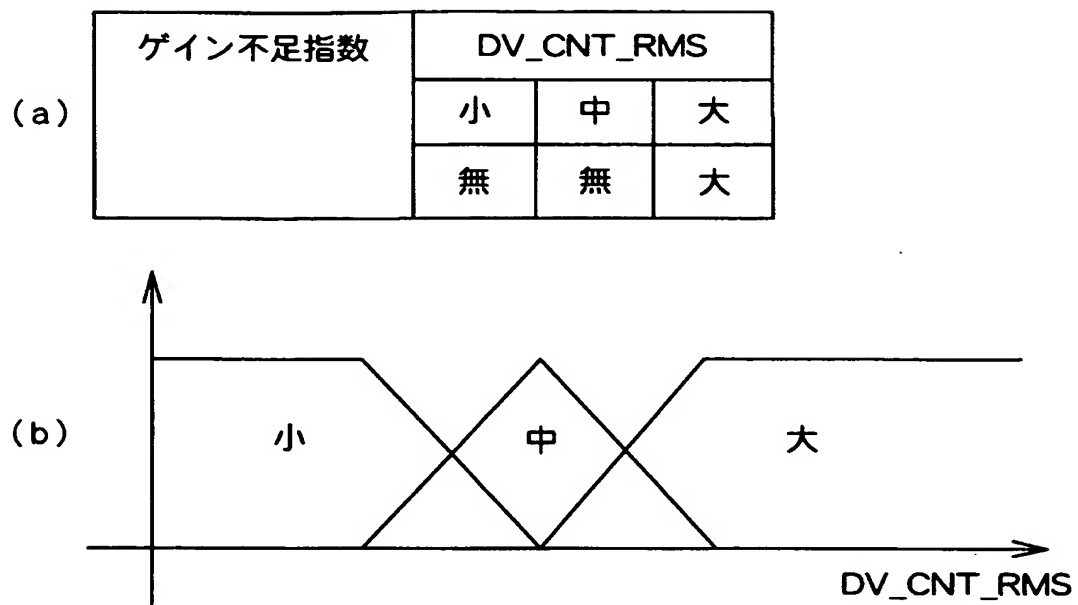 ゲイン不足指数 DV_CNT_RMS
(a) 小 中 大
無 無 大
(b) 小 中 大
DV_CNT_RMS